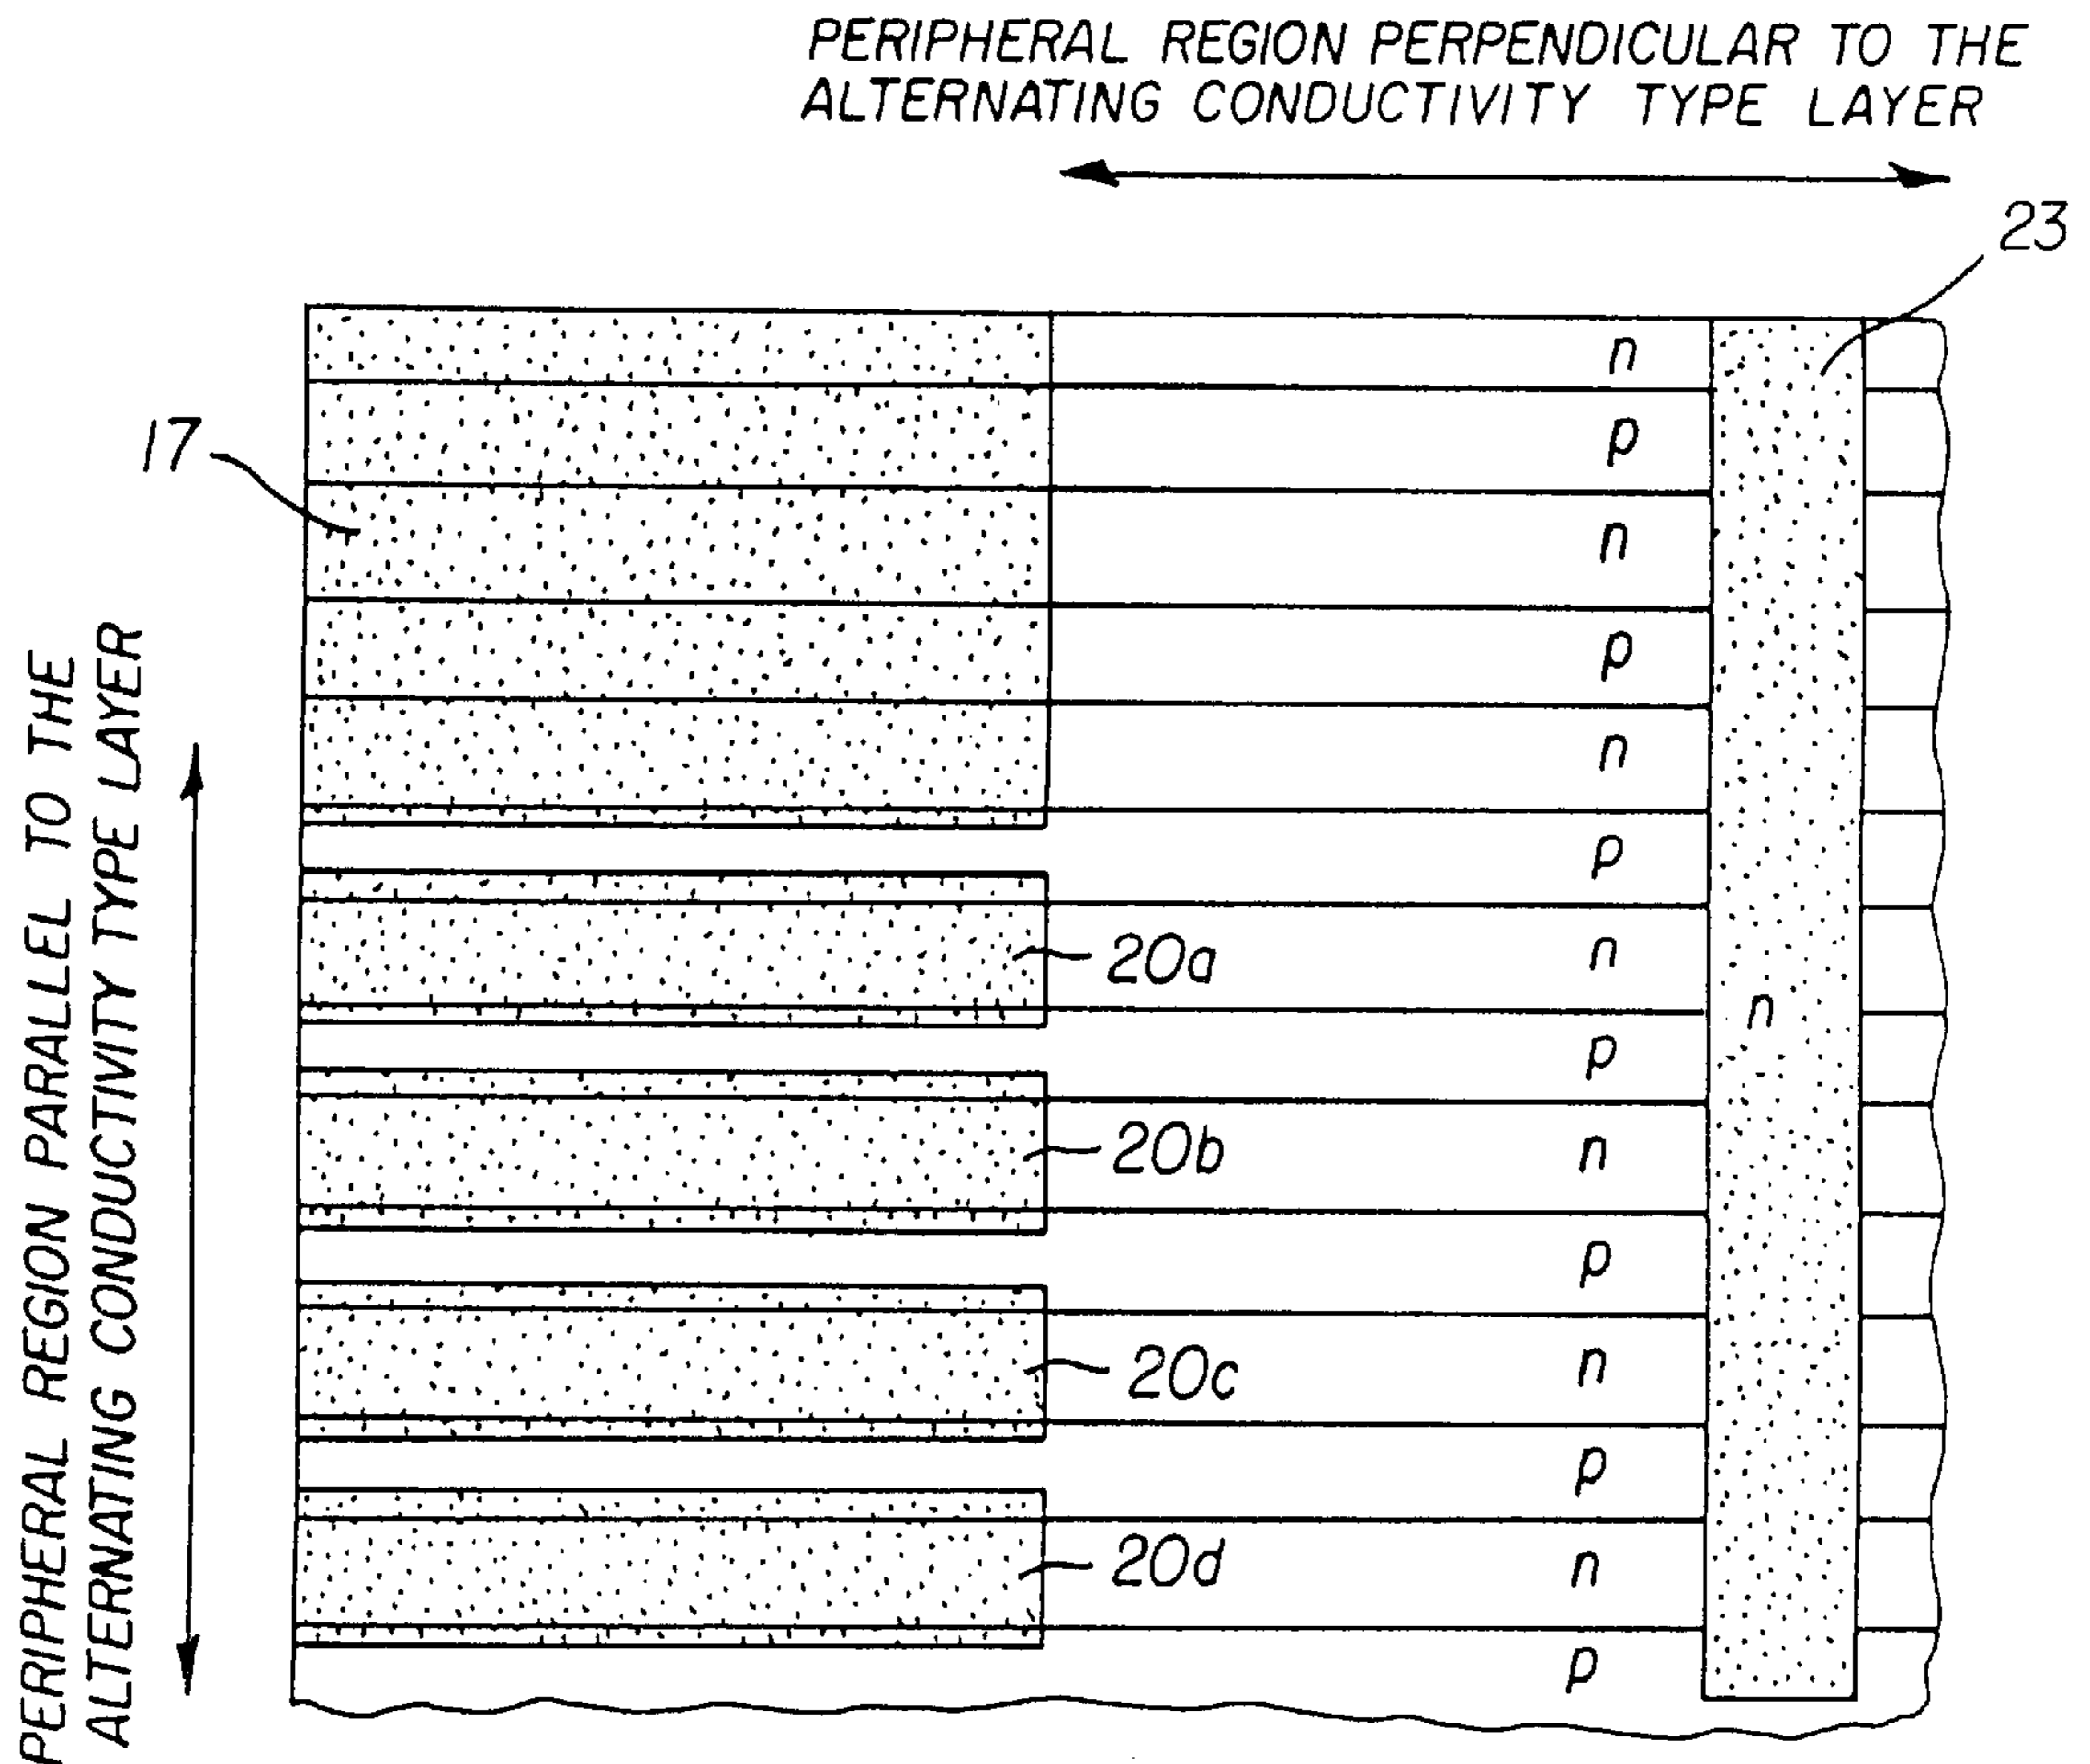 PERIPHERAL REGION PERPENDICULAR TO THE
ALTERNATING CONDUCTIVITY TYPE LAYER
23
n
p
17
n
p
n
p
20a
n
n
p
20b
n
p
20c
n
p
20d
n
p
PERIPHERAL REGION PARALLEL TO THE
ALTERNATING CONDUCTIVITY TYPE LAYER